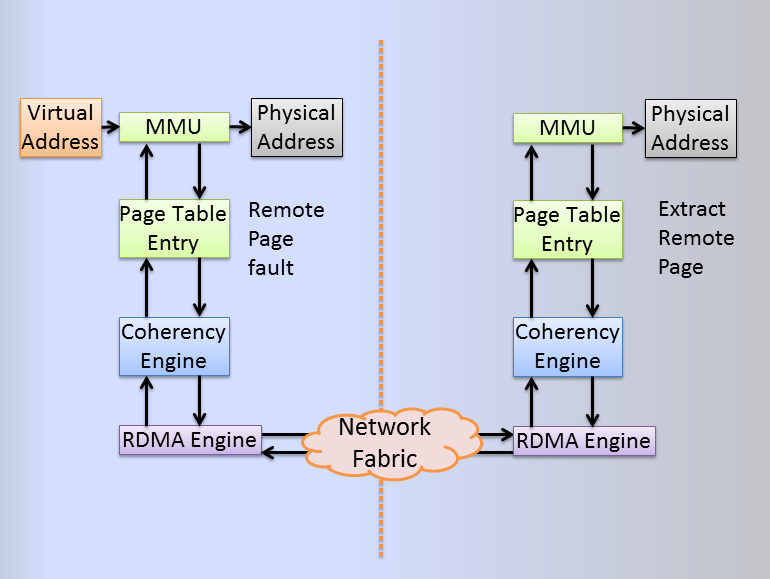 Virtual
Address
MMU
Physical
Address
Page Table
Entry
Remote
Page
fault
Coherency
Engine
RDMA Engine
Network
Fabric
MMU
Physical
Address
Page Table
Entry
Extract
Remote
Page
Coherency
Engine
RDMA Engine